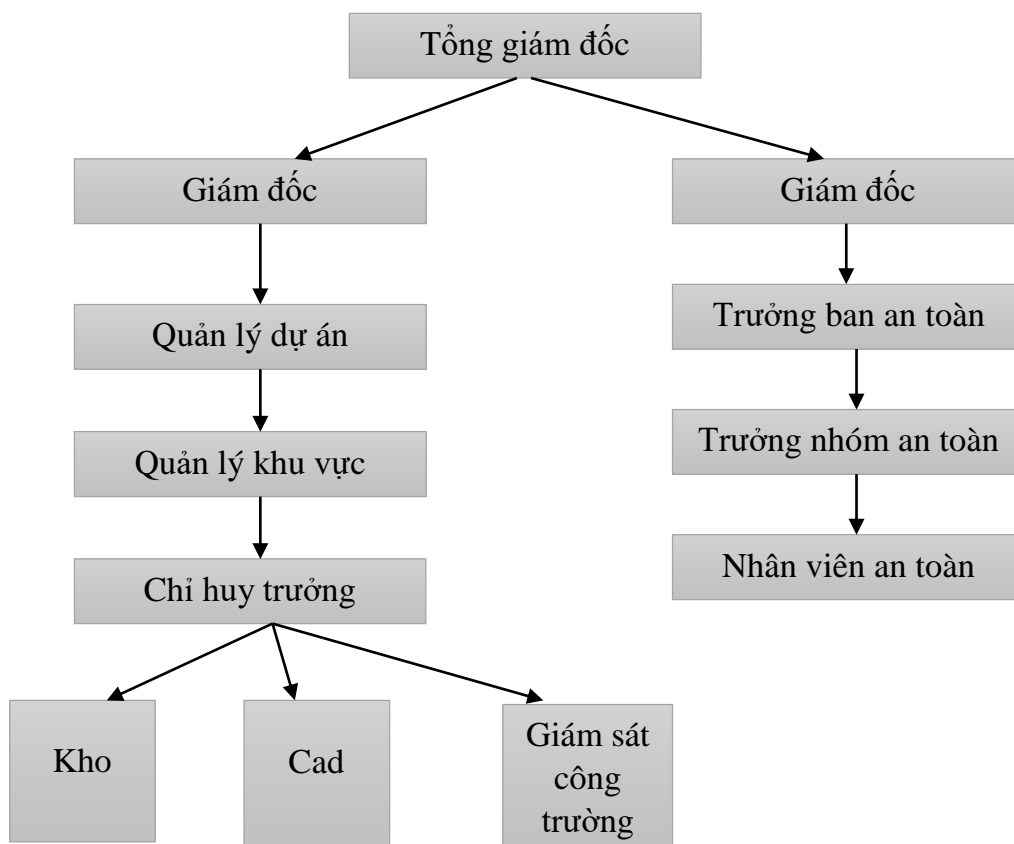 Tổng giám đốc
Giám đốc
Giám đốc
Quản lý dự án
Trưởng ban an toàn
Quản lý khu vực
Trưởng nhóm an toàn
Chỉ huy trưởng
Nhân viên an toàn
Kho
Cad
Giám sát
công
trường